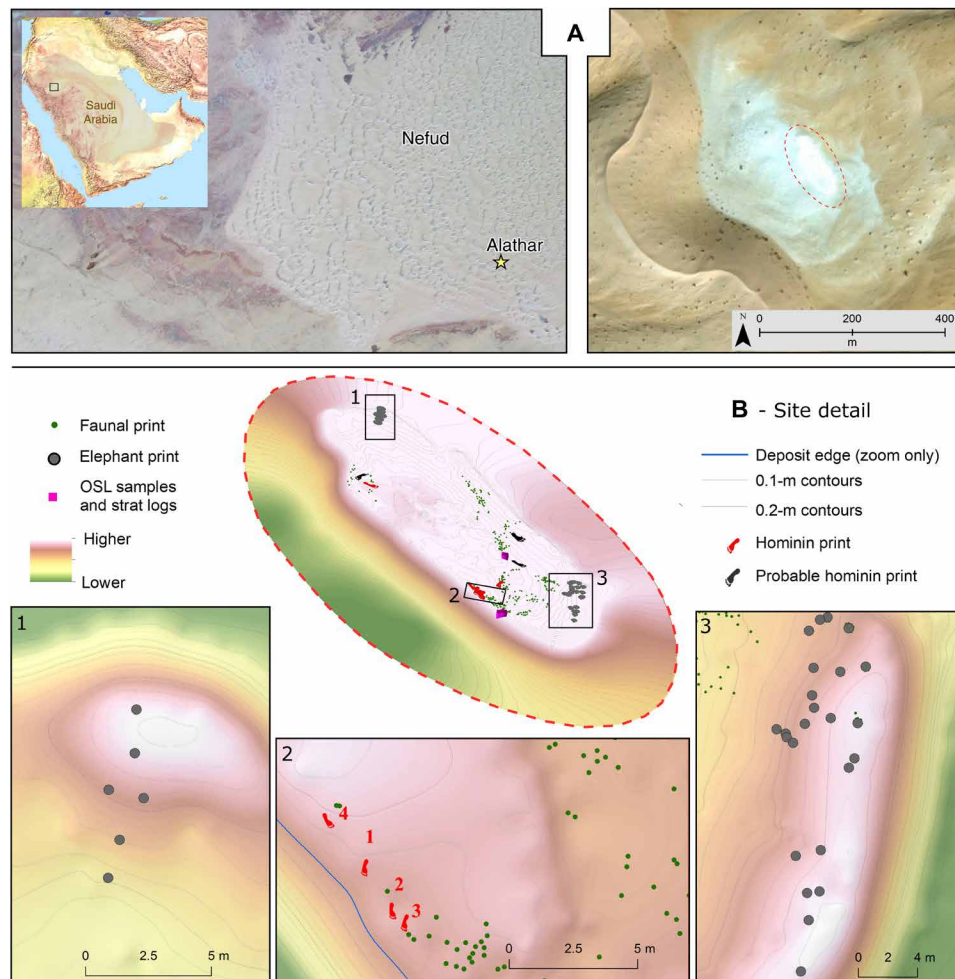 A
Saudi
Arabia
Nefud
Alathar
N
0 200 400
m
B - Site detail
Faunal print
Elephant print
OSL samples
and strat logs
Higher
Lower
Deposit edge (zoom only)
0.1-m contours
0.2-m contours
Hominin print
Probable hominin print
1
2
3
1
0 2.5 5 m
2
4
1
2
3
0 2.5 5 m
3
0 2 4 m